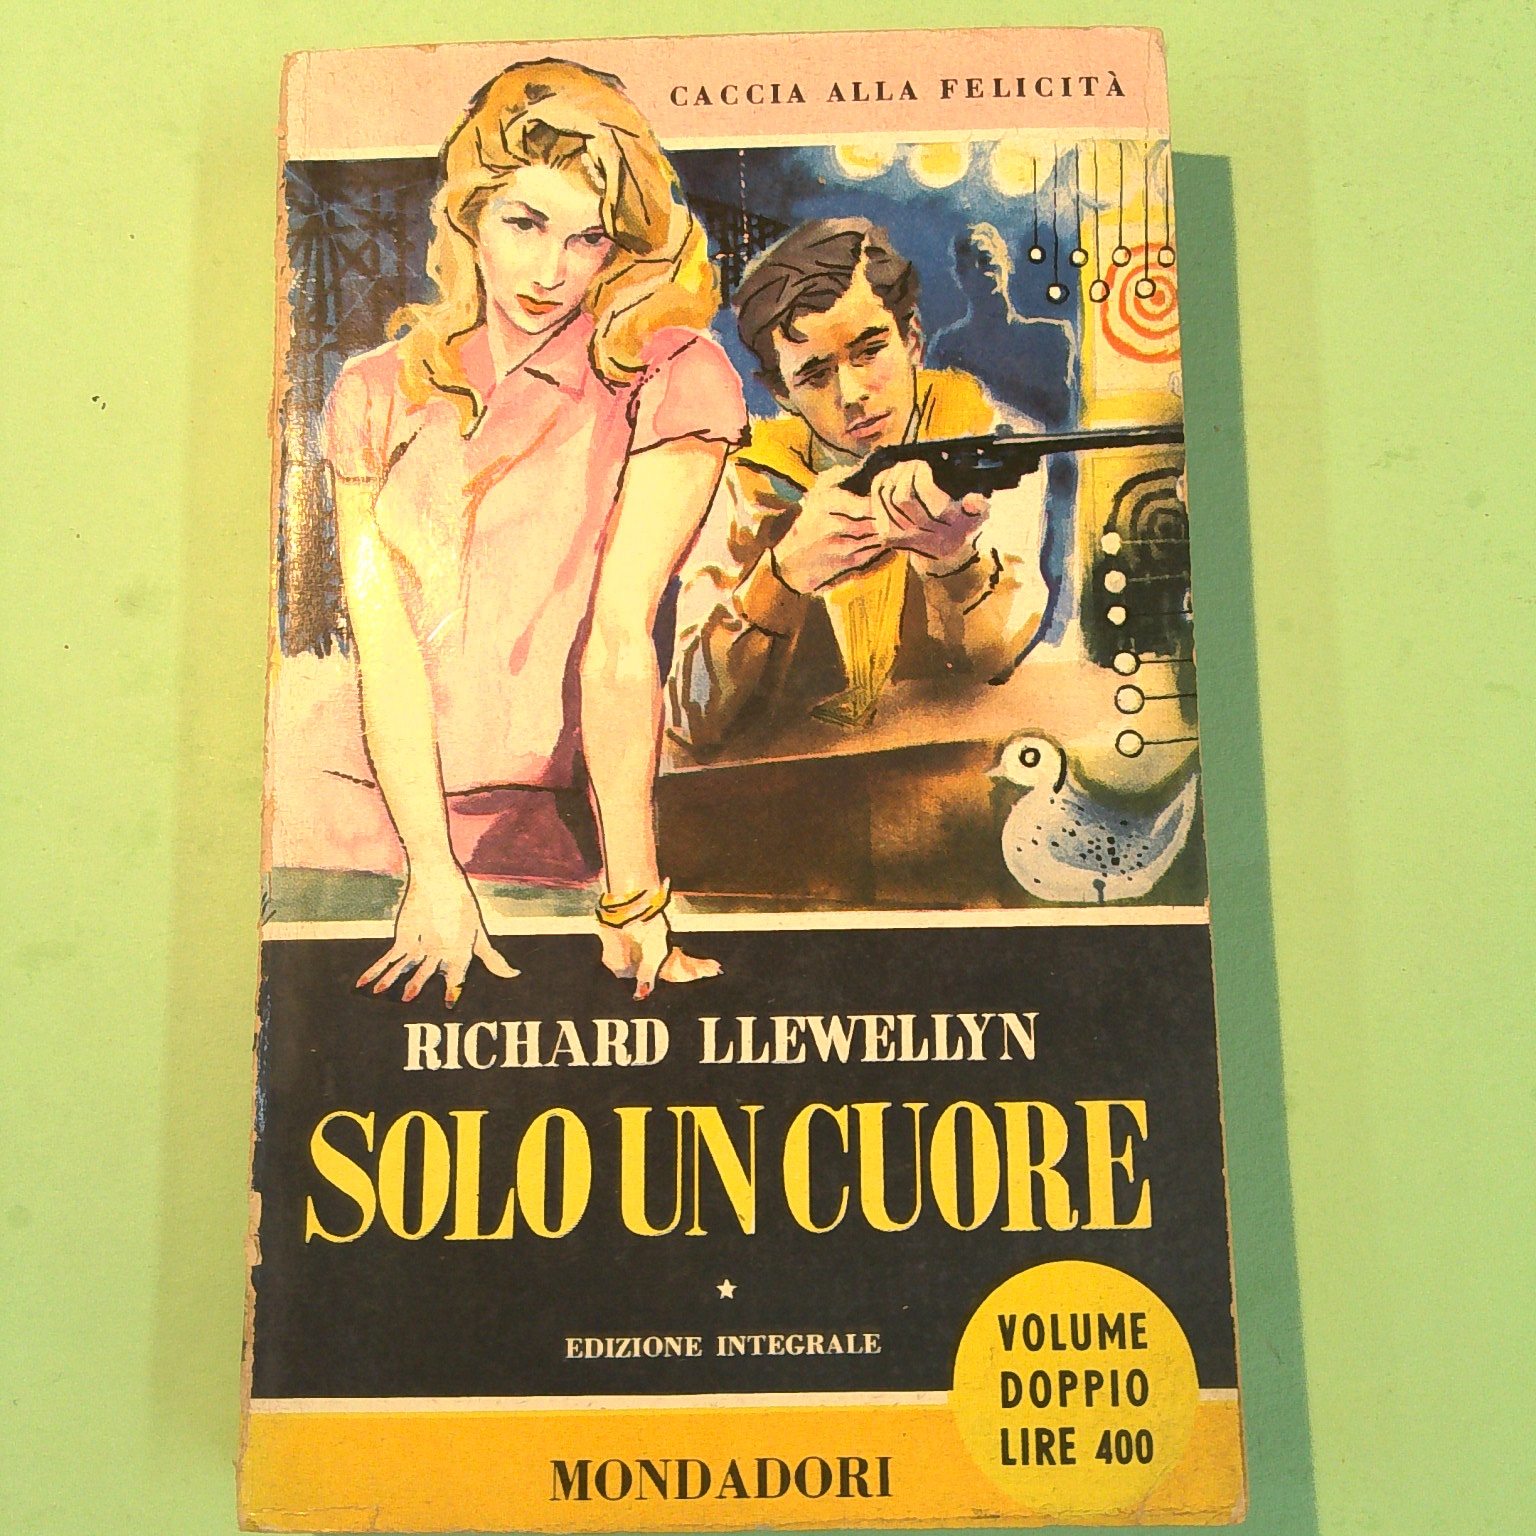 CACCIA ALLA FELICITÀ
RICHARD LLEWELLYN
SOLO UN CUORE
EDIZIONE INTEGRALE
VOLUME
DOPPIO
LIRE 400
MONDADORI